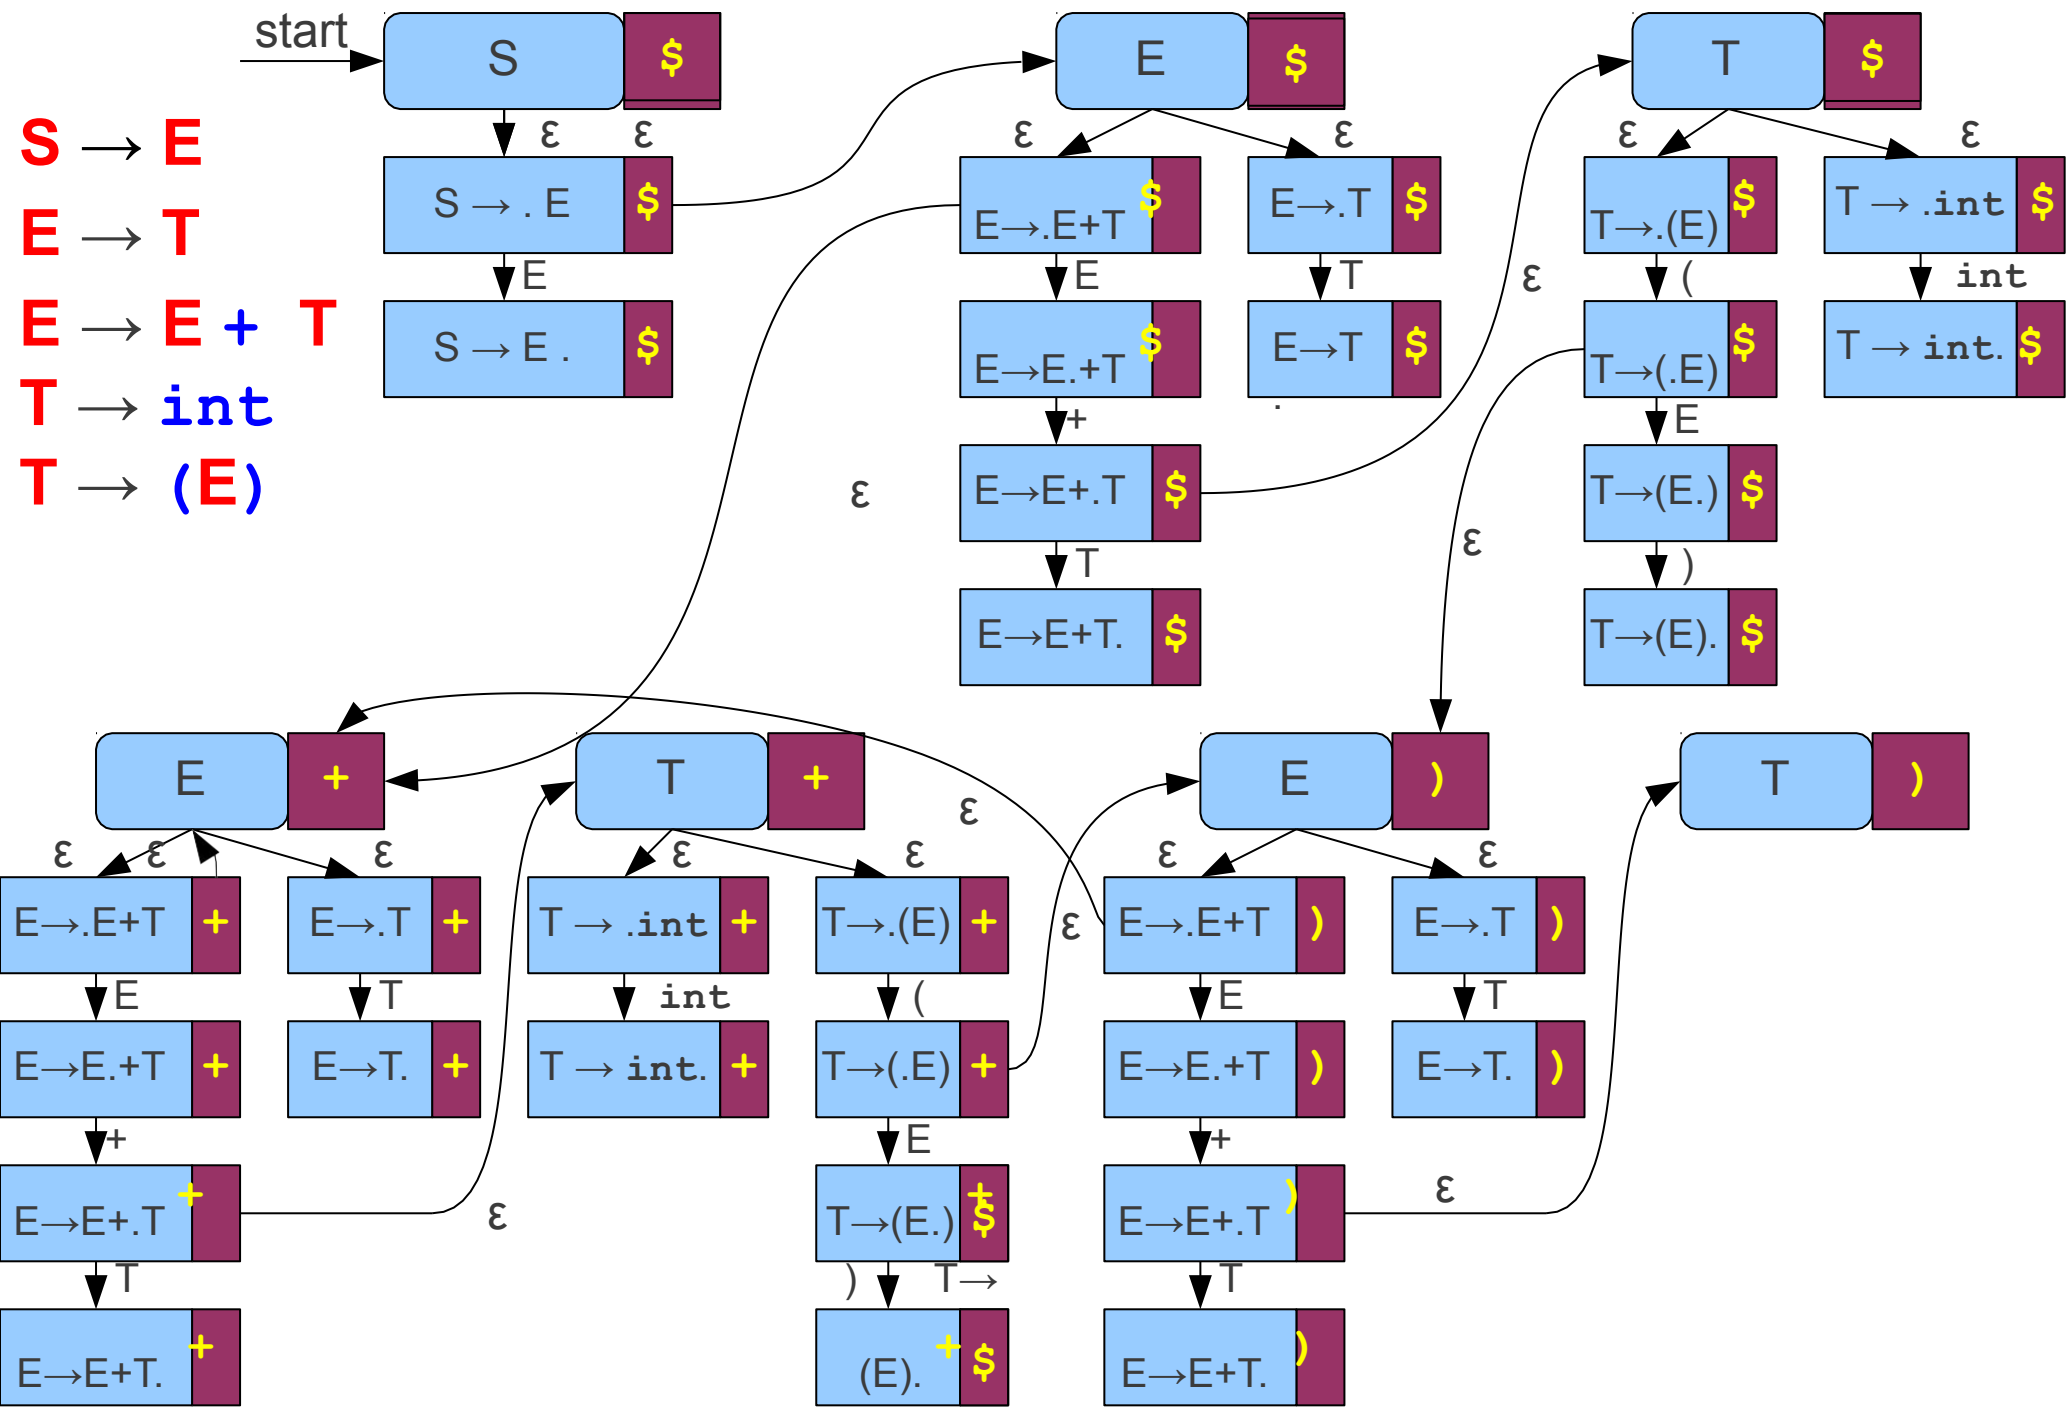 start
S $
E $
T $
S → E
ε ε
ε ε
ε ε
S → . E $
E→.E+T $
E→.T $
T→.(E) $
T → .int $
E → T
E
E
T
ε
(
int
E → E + T
S → E . $
E→E.+T $
E→T $
.
T→(.E) $
T → int. $
T → int
+
E
T → (E)
ε
E→E+.T $
T→(E.) $
T
ε
)
E→E+T. $
T→(E). $
E +
T +
E )
T )
ε
ε ε ε
ε ε
ε ε
E→.E+T +
E→.T +
T → .int +
T→.(E) +
ε
E→.E+T )
E→.T )
E
T
int
(
E
T
E→E.+T +
E→T. +
T → int. +
T→(.E) +
E→E.+T )
E→T. )
+
E
+
E→E+.T +
ε
T→(E.) + $
E→E+.T )
ε
T
) T→
T
E→E+T. +
(E). + $
E→E+T. )